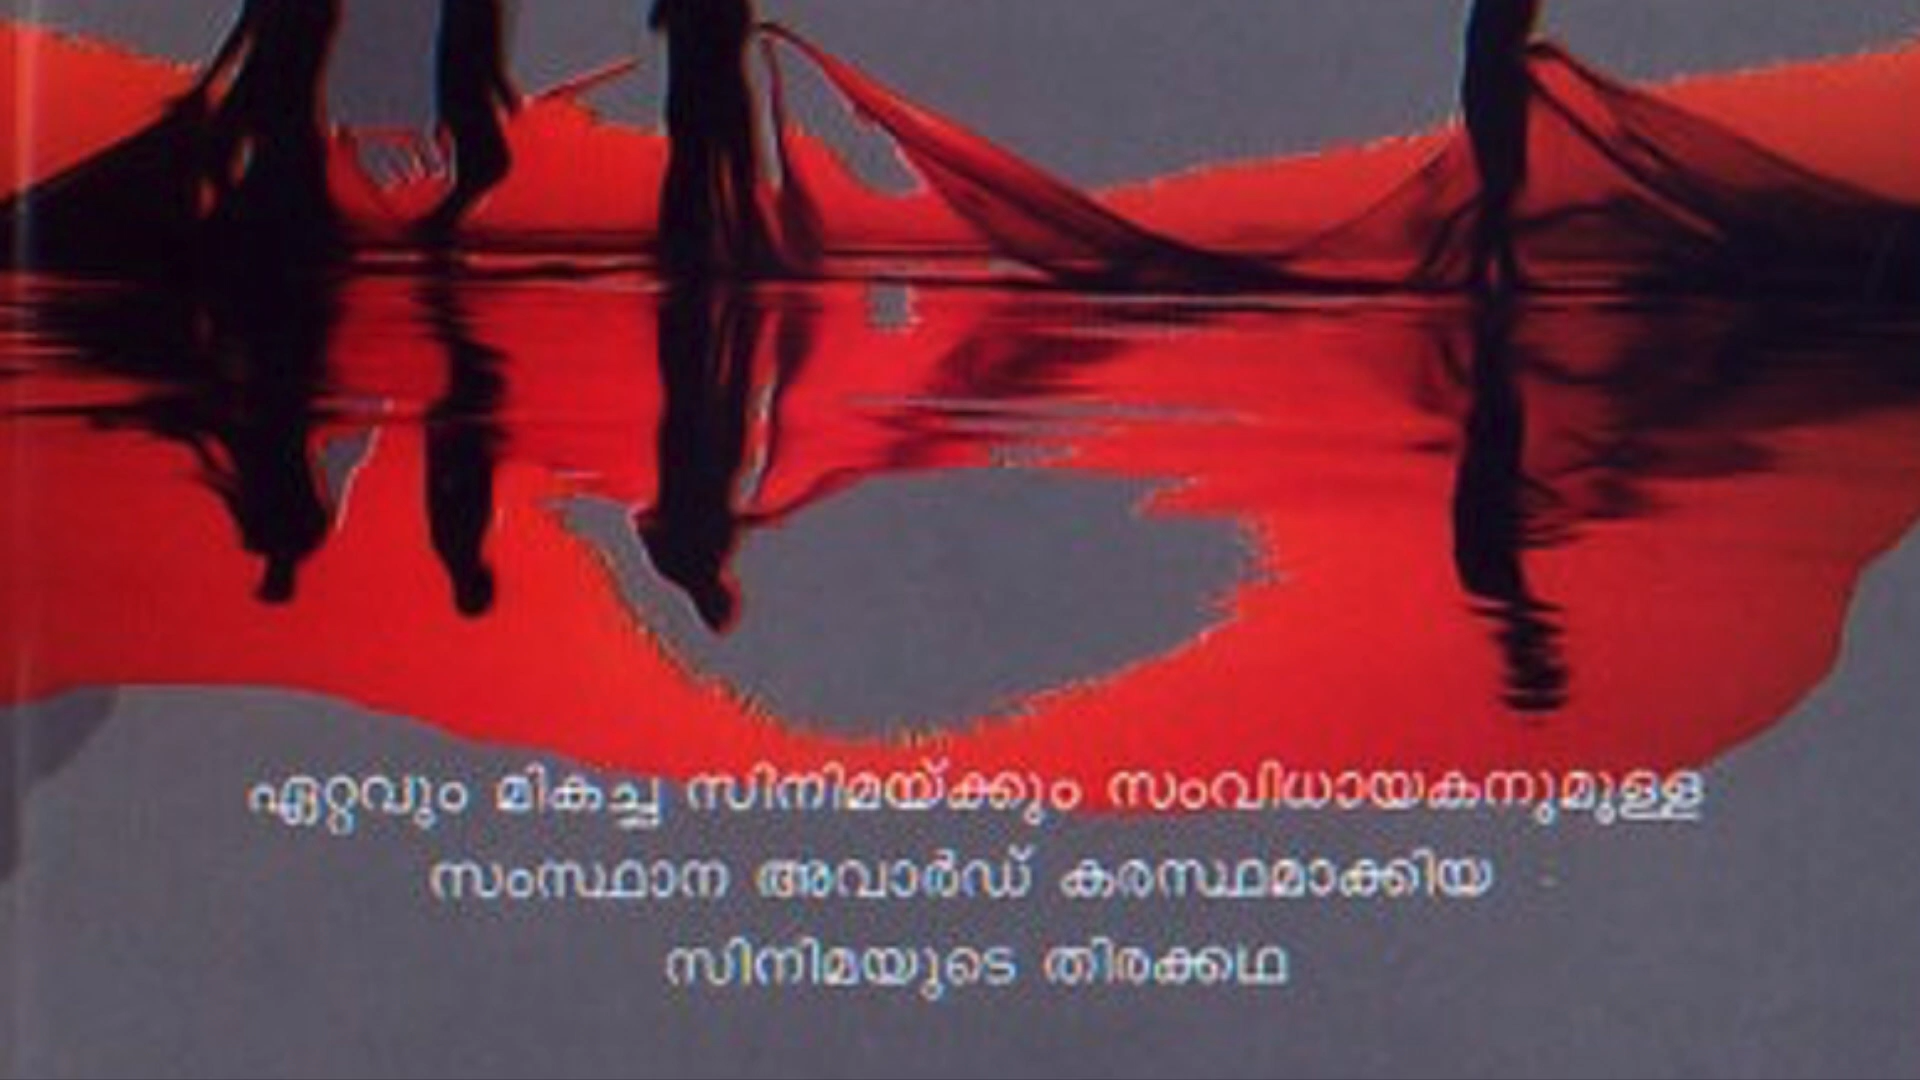 ഏറ്റവും മികച്ച സിനിമയ്ക്കും സംവിധായകനുമുള്ള
സംസ്ഥാന അവാർഡ് കരസ്ഥമാക്കിയ
സിനിമയുടെ തിരക്കഥ